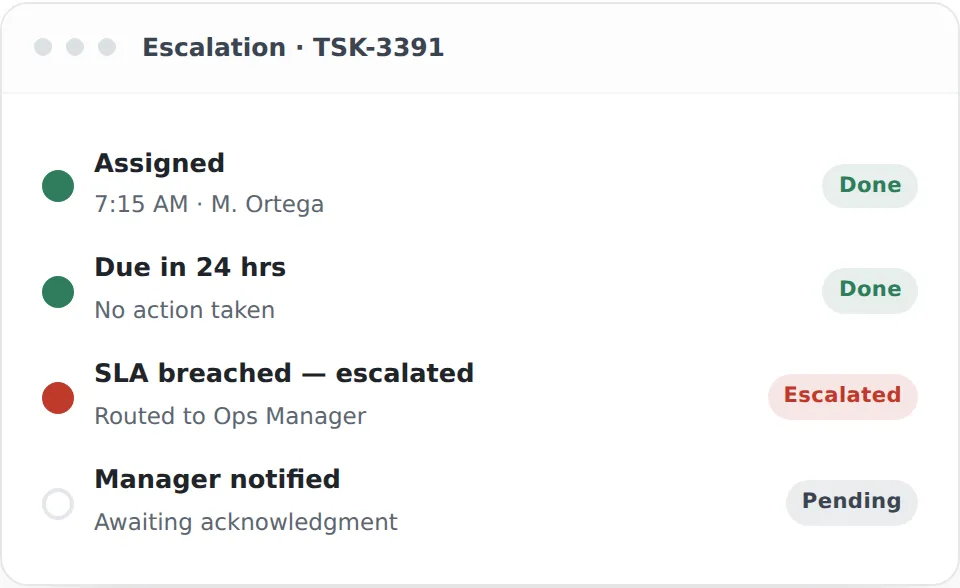 Escalation · TSK-3391
Assigned
7:15 AM · M. Ortega
Done
Due in 24 hrs
No action taken
Done
SLA breached — escalated
Routed to Ops Manager
Escalated
Manager notified
Awaiting acknowledgment
Pending